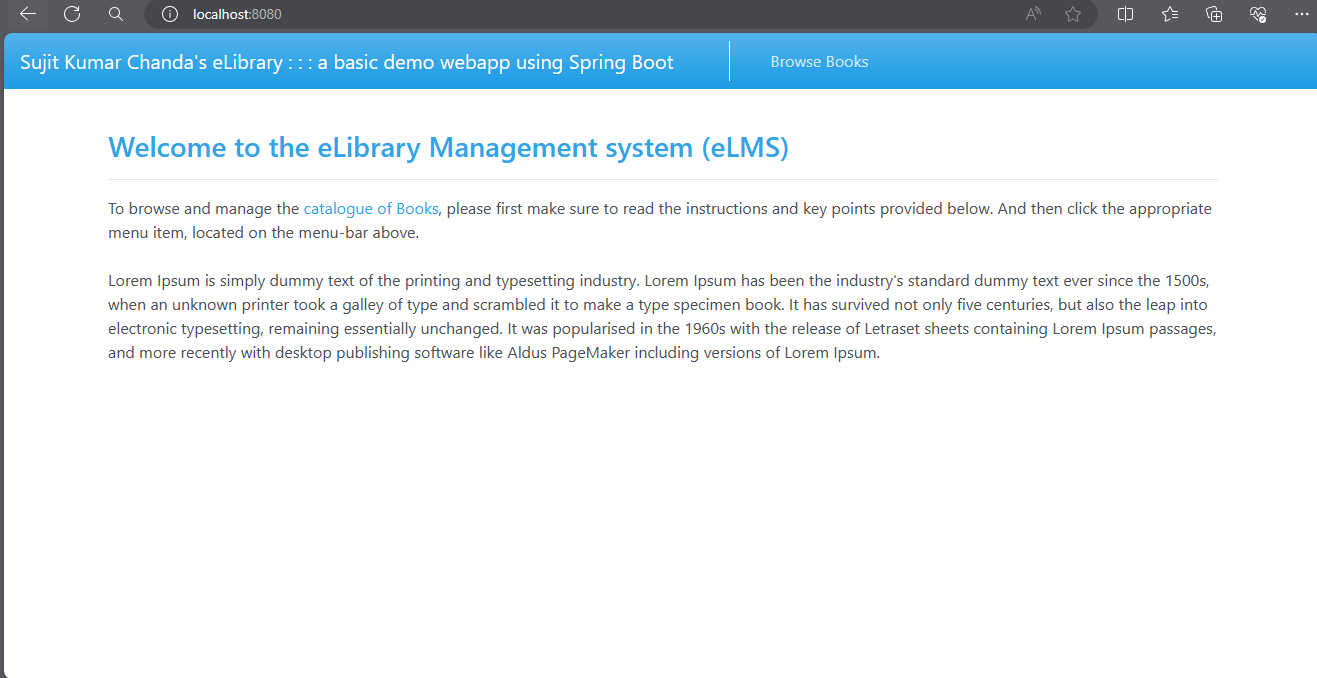 localhost:8080
Sujit Kumar Chanda's eLibrary : : : a basic demo webapp using Spring Boot
Browse Books
Welcome to the eLibrary Management system (eLMS)
To browse and manage the catalogue of Books, please first make sure to read the instructions and key points provided below. And then click the appropriate
menu item, located on the menu-bar above.
Lorem Ipsum is simply dummy text of the printing and typesetting industry. Lorem Ipsum has been the industry's standard dummy text ever since the 1500s,
when an unknown printer took a galley of type and scrambled it to make a type specimen book. It has survived not only five centuries, but also the leap into
electronic typesetting, remaining essentially unchanged. It was popularised in the 1960s with the release of Letraset sheets containing Lorem Ipsum passages,
and more recently with desktop publishing software like Aldus PageMaker including versions of Lorem Ipsum.